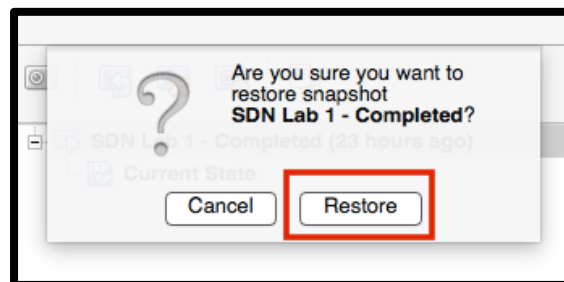 Are you sure you want to
restore snapshot
SDN Lab 1 - Completed?
SDN Lab 1 - Completed (23 hours ago)
Current State
Cancel Restore